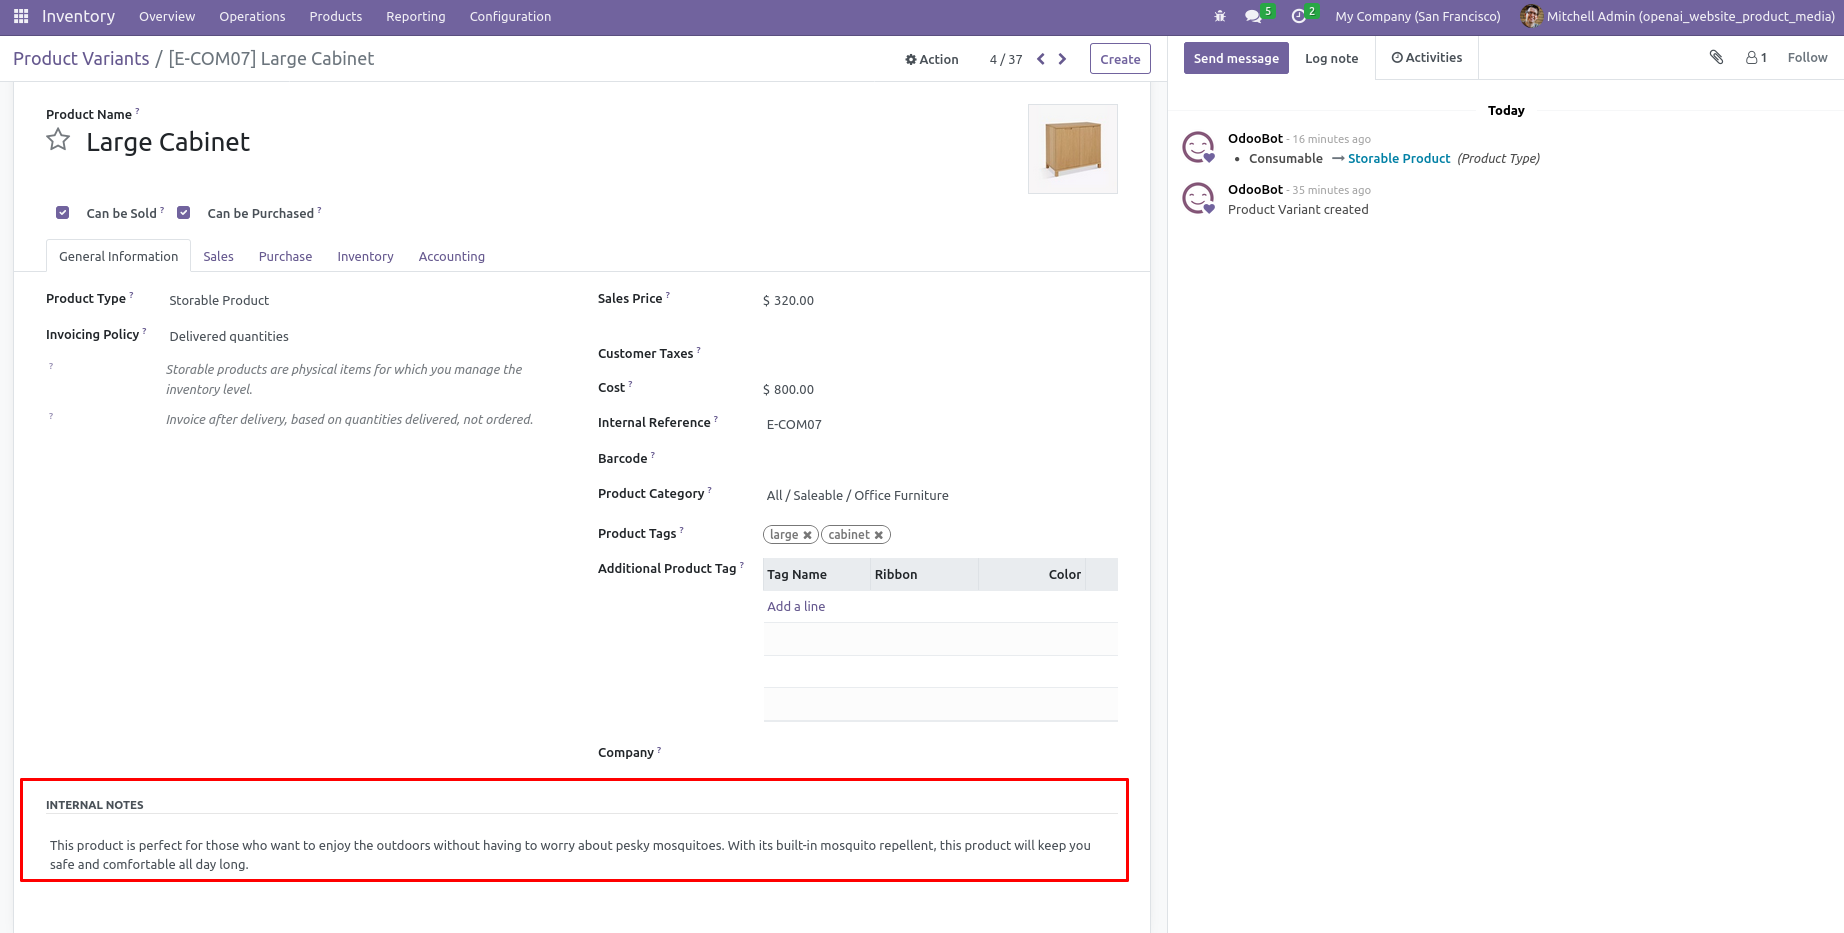 Inventory Overview Operations Products Reporting Configuration 5 2 My Company (San Francisco) Mitchell Admin (openai_website_product_media)
Product Variants / [E-COM07] Large Cabinet Action 4 / 37 Create
Send message Log note Activities 1 Follow
Product Name ?
Large Cabinet
Can be Sold ? Can be Purchased ?
General Information Sales Purchase Inventory Accounting
Product Type ? Storable Product
Invoicing Policy ? Delivered quantities
? Storable products are physical items for which you manage the
inventory level.
? Invoice after delivery, based on quantities delivered, not ordered.
Sales Price ? $ 320.00
Customer Taxes ?
Cost ? $ 800.00
Internal Reference ? E-COM07
Barcode ?
Product Category ? All / Saleable / Office Furniture
Product Tags ? large ✖ cabinet ✖
Additional Product Tag ? Tag Name Ribbon Color
Add a line
Company ?
INTERNAL NOTES
This product is perfect for those who want to enjoy the outdoors without having to worry about pesky mosquitoes. With its built-in mosquito repellent, this product will keep you
safe and comfortable all day long.
Today
OdooBot - 16 minutes ago
• Consumable → Storable Product (Product Type)
OdooBot - 35 minutes ago
Product Variant created